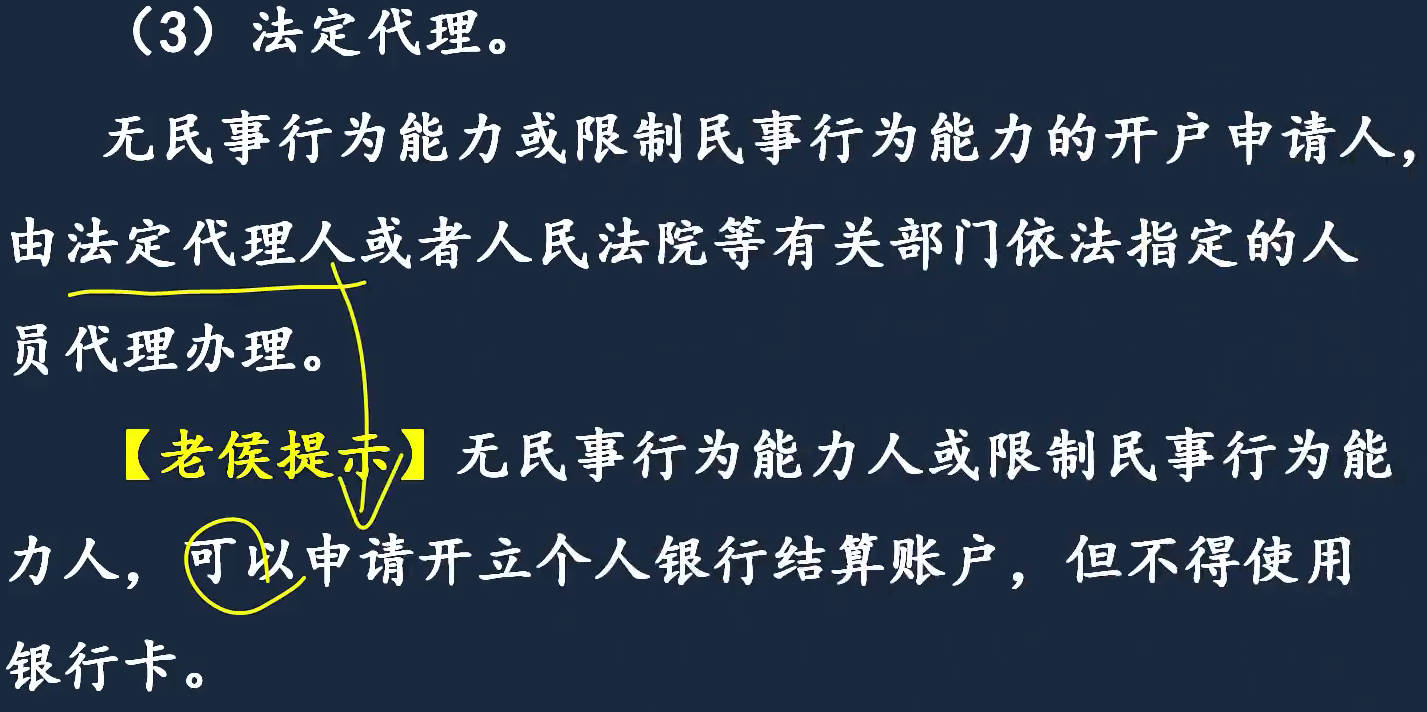 （3）法定代理。
无民事行为能力或限制民事行为能力的开户申请人，
由法定代理人或者人民法院等有关部门依法指定的人
员代理办理。
【老侯提示】无民事行为能力人或限制民事行为能
力人，可以申请开立个人银行结算账户，但不得使用
银行卡。